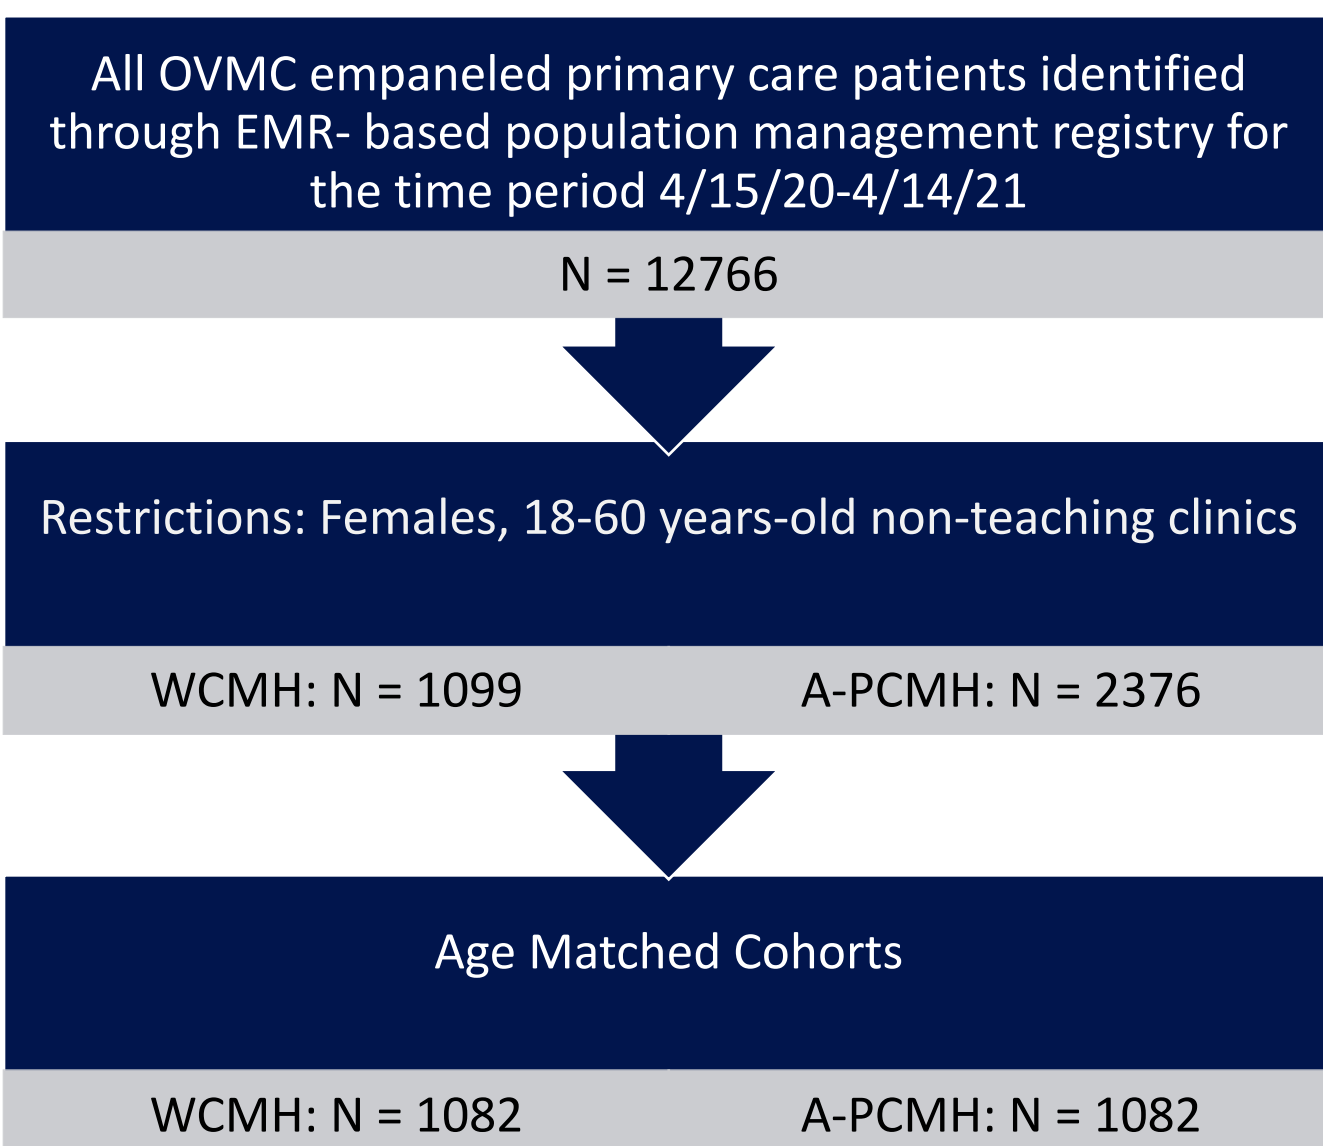 All OVMC empaneled primary care patients identified
through EMR- based population management registry for
the time period 4/15/20-4/14/21
N = 12766
Restrictions: Females, 18-60 years-old non-teaching clinics
WCMH: N = 1099
A-PCMH: N = 2376
Age Matched Cohorts
WCMH: N = 1082
A-PCMH: N = 1082